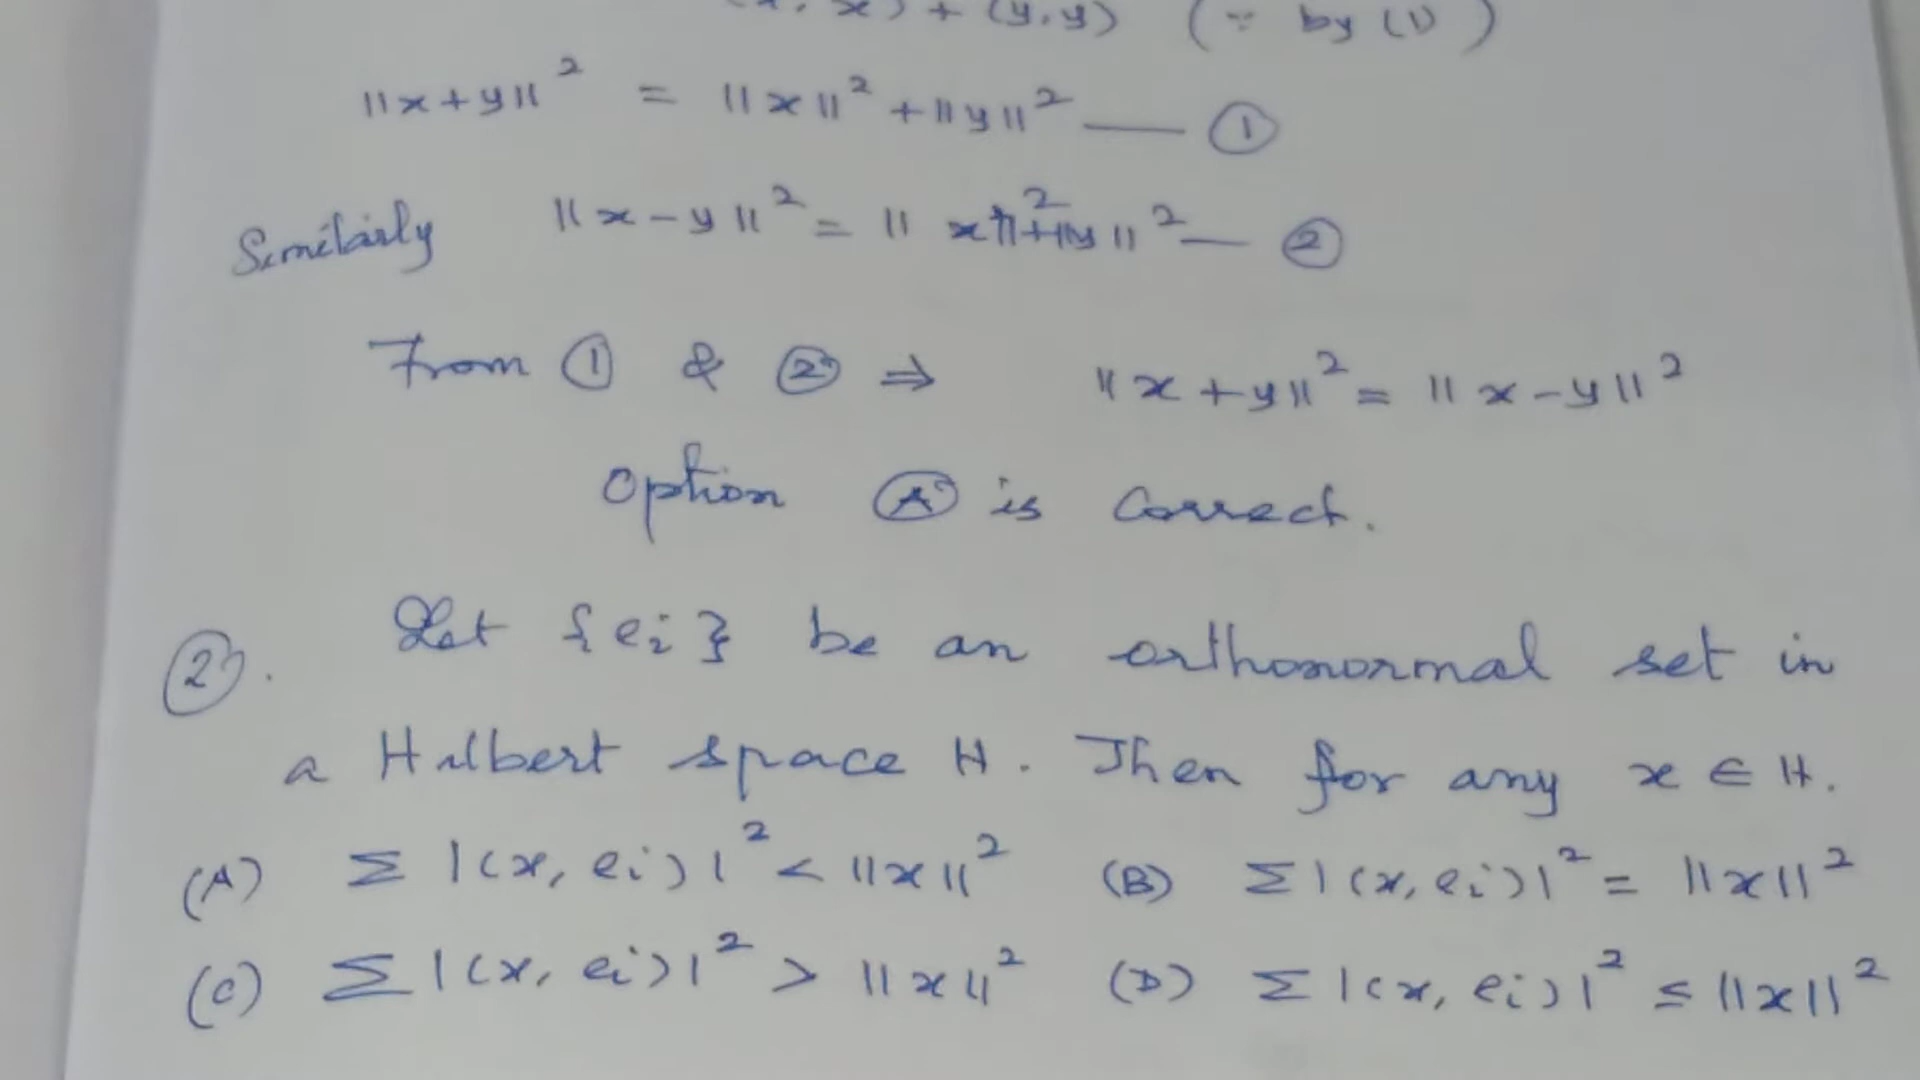 x) + (y, y) (∵ by (1))
||x+y||² = ||x||² + ||y||² — ①
Similarly ||x-y||² = ||x||²+||y||² — ②
From ① & ② ⇒ ||x+y||² = ||x-y||²
option Ⓐ is correct.
②. Let {eᵢ} be an orthonormal set in
a Hilbert space H. Then for any x ∈ H.
(A) Σ |(x, eᵢ)|² < ||x||² (B) Σ|(x, eᵢ)|² = ||x||²
(C) Σ |(x, eᵢ)|² > ||x||² (D) Σ |(x, eᵢ)|² ≤ ||x||²